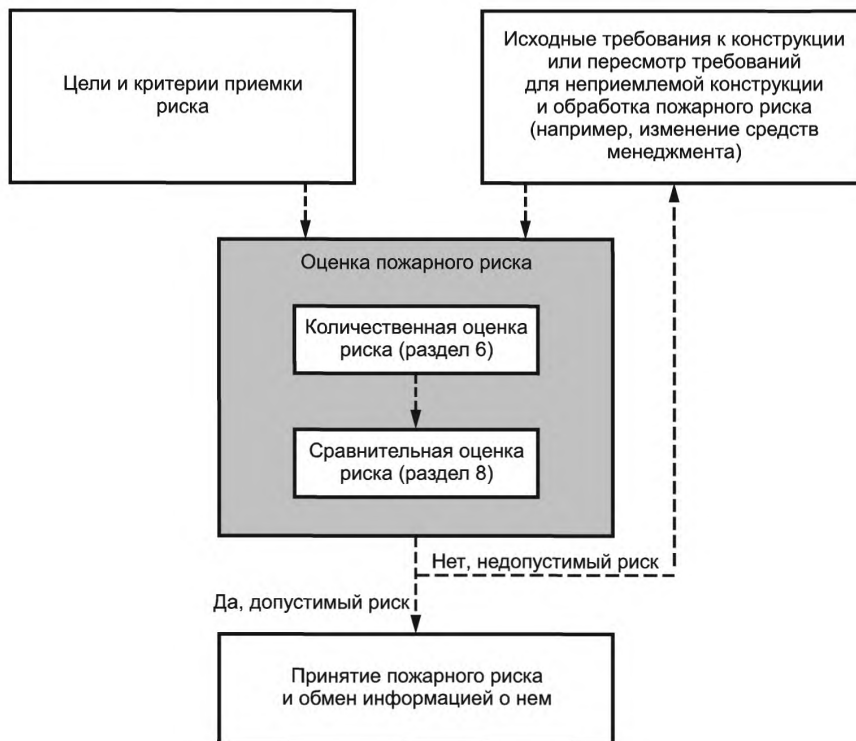 Цели и критерии приемки
риска
Исходные требования к конструкции
или пересмотр требований
для неприемлемой конструкции
и обработка пожарного риска
(например, изменение средств
менеджмента)
Оценка пожарного риска
Количественная оценка
риска (раздел 6)
Сравнительная оценка
риска (раздел 8)
Нет, недопустимый риск
Да, допустимый риск
Принятие пожарного риска
и обмен информацией о нем